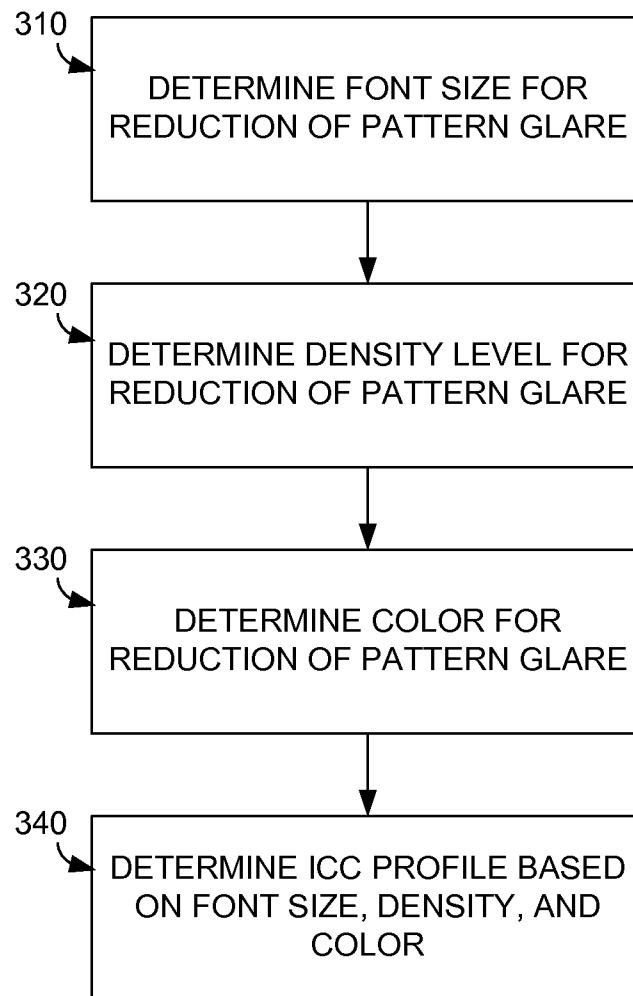 310
DETERMINE FONT SIZE FOR
REDUCTION OF PATTERN GLARE
320
DETERMINE DENSITY LEVEL FOR
REDUCTION OF PATTERN GLARE
330
DETERMINE COLOR FOR
REDUCTION OF PATTERN GLARE
340
DETERMINE ICC PROFILE BASED
ON FONT SIZE, DENSITY, AND
COLOR